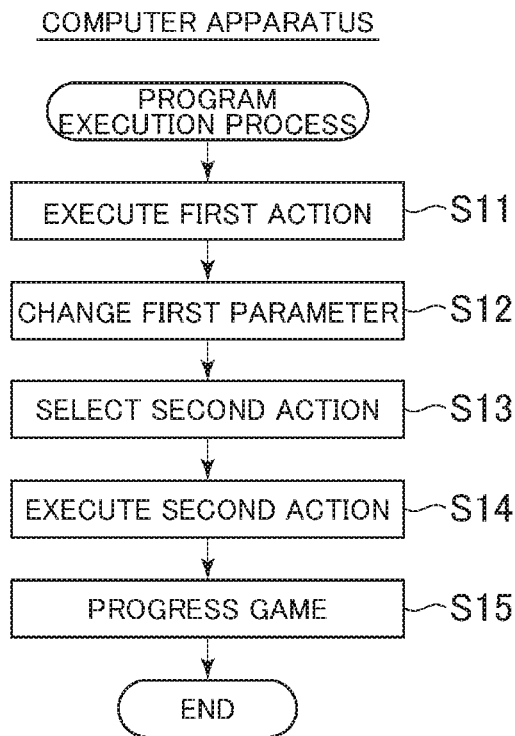 COMPUTER APPARATUS
PROGRAM
EXECUTION PROCESS
EXECUTE FIRST ACTION
S11
CHANGE FIRST PARAMETER
S12
SELECT SECOND ACTION
S13
EXECUTE SECOND ACTION
S14
PROGRESS GAME
S15
END